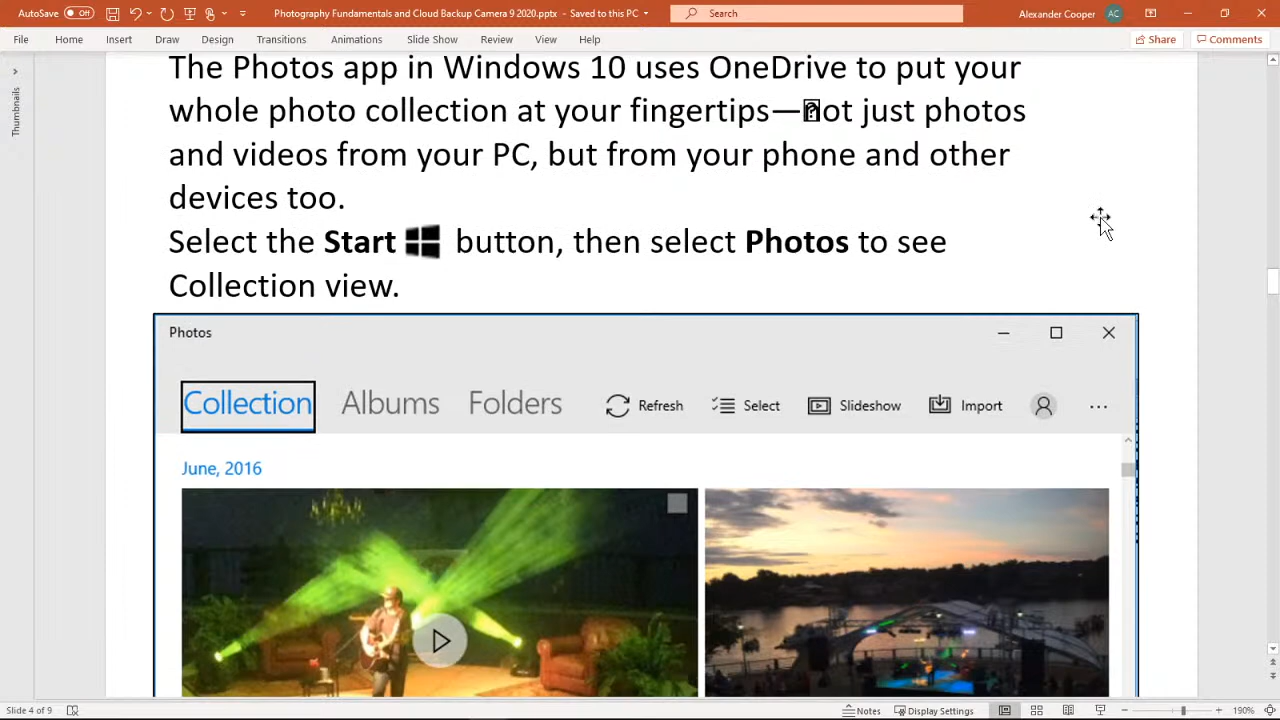 AutoSave Off
Photography Fundamentals and Cloud Backup Camera 9 2020.pptx - Saved to this PC
Search
Alexander Cooper AC
File Home Insert Draw Design Transitions Animations Slide Show Review View Help Share Comments
Thumbnails
The Photos app in Windows 10 uses OneDrive to put your
whole photo collection at your fingertips—not just photos
and videos from your PC, but from your phone and other
devices too.
Select the Start button, then select Photos to see
Collection view.
Photos
Collection Albums Folders Refresh Select Slideshow Import ...
June, 2016
Slide 4 of 9 Notes Display Settings 190%